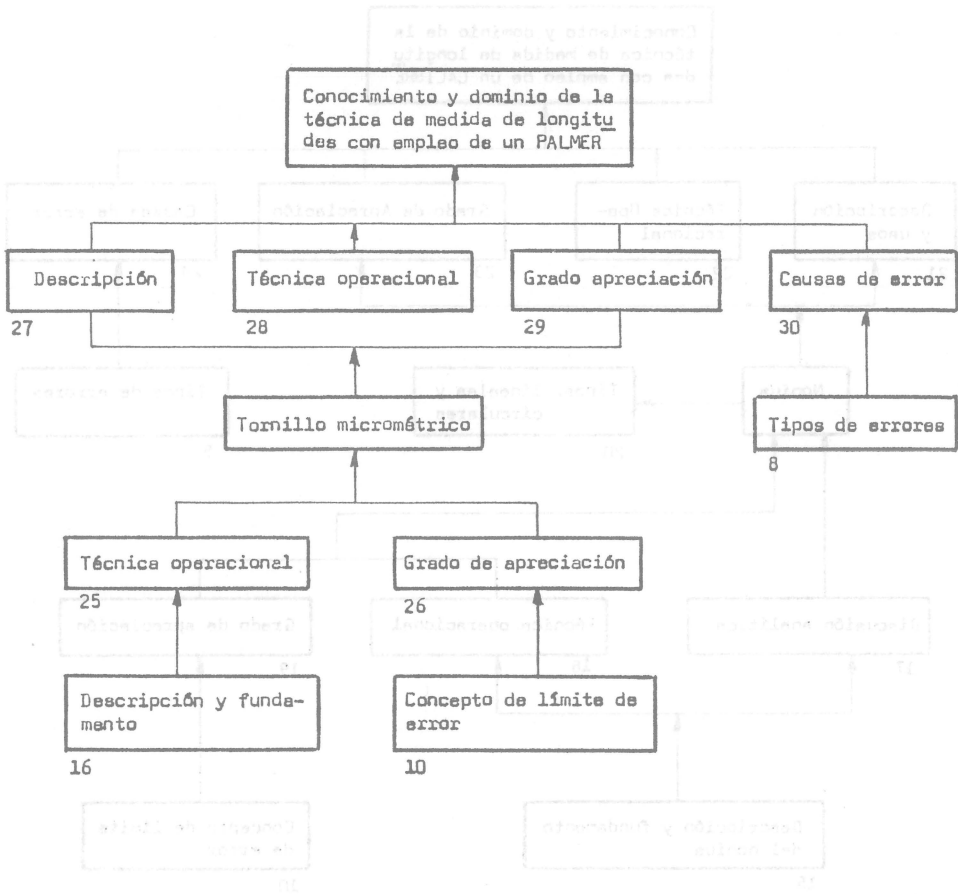 Conocimiento y dominio de la
técnica de medida de longitu
des con empleo de un PALMER
Descripción
27
Técnica operacional
28
Grado apreciación
29
Causas de error
30
Tornillo micrométrico
Tipos de errores
8
Técnica operacional
25
Grado de apreciación
26
Descripción y funda-
mento
16
Concepto de límite de
error
10